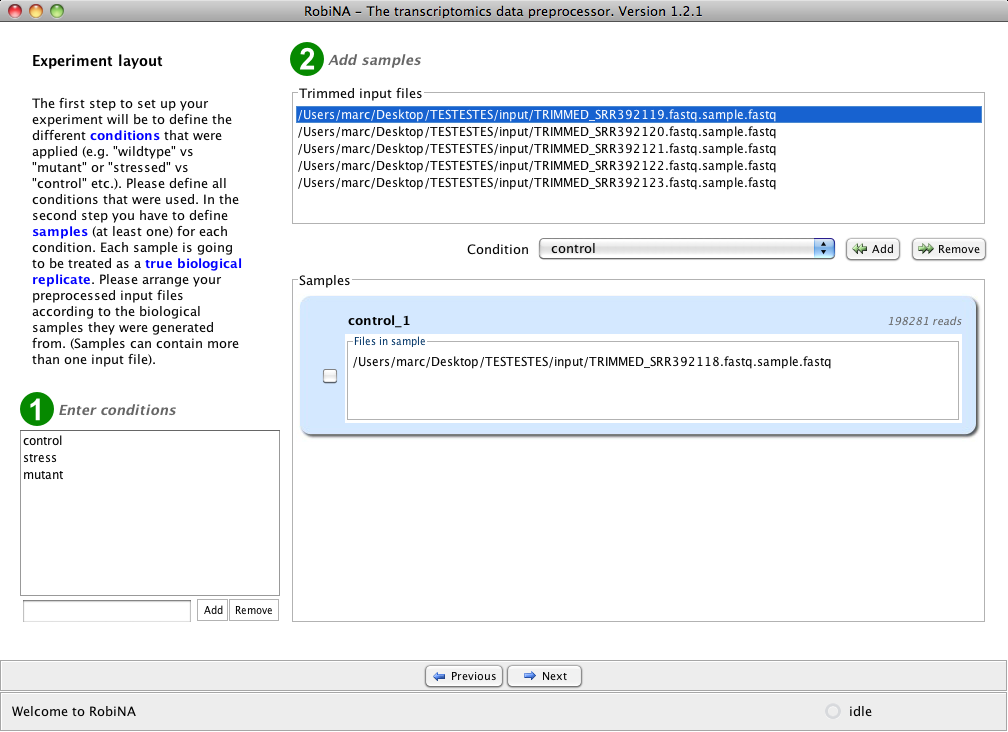 RobiNA – The transcriptomics data preprocessor. Version 1.2.1
Experiment layout
The first step to set up your
experiment will be to define the
different conditions that were
applied (e.g. "wildtype" vs
"mutant" or "stressed" vs
"control" etc.). Please define all
conditions that were used. In the
second step you have to define
samples (at least one) for each
condition. Each sample is going
to be treated as a true biological
replicate. Please arrange your
preprocessed input files
according to the biological
samples they were generated
from. (Samples can contain more
than one input file).
1 Enter conditions
control
stress
mutant
Add Remove
2 Add samples
Trimmed input files
/Users/marc/Desktop/TESTESTES/input/TRIMMED_SRR392119.fastq.sample.fastq
/Users/marc/Desktop/TESTESTES/input/TRIMMED_SRR392120.fastq.sample.fastq
/Users/marc/Desktop/TESTESTES/input/TRIMMED_SRR392121.fastq.sample.fastq
/Users/marc/Desktop/TESTESTES/input/TRIMMED_SRR392122.fastq.sample.fastq
/Users/marc/Desktop/TESTESTES/input/TRIMMED_SRR392123.fastq.sample.fastq
Condition control Add Remove
Samples
control_1 198281 reads
Files in sample
/Users/marc/Desktop/TESTESTES/input/TRIMMED_SRR392118.fastq.sample.fastq
Previous Next
Welcome to RobiNA idle